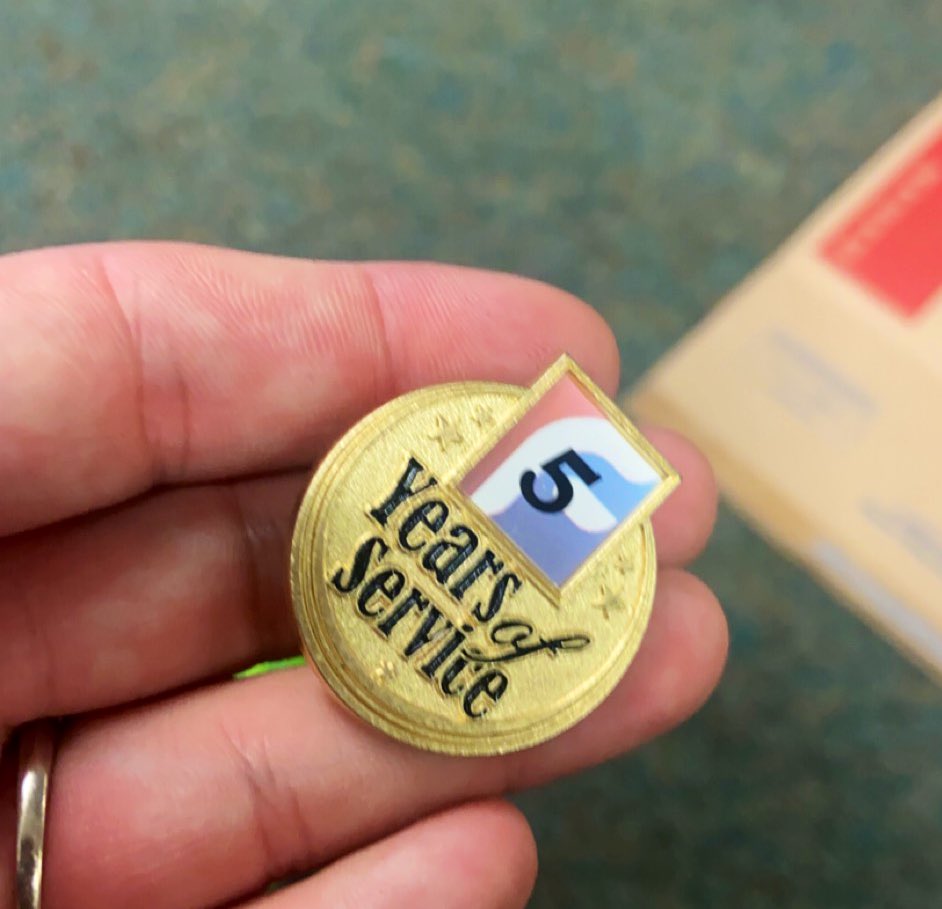 5
Years of
Service